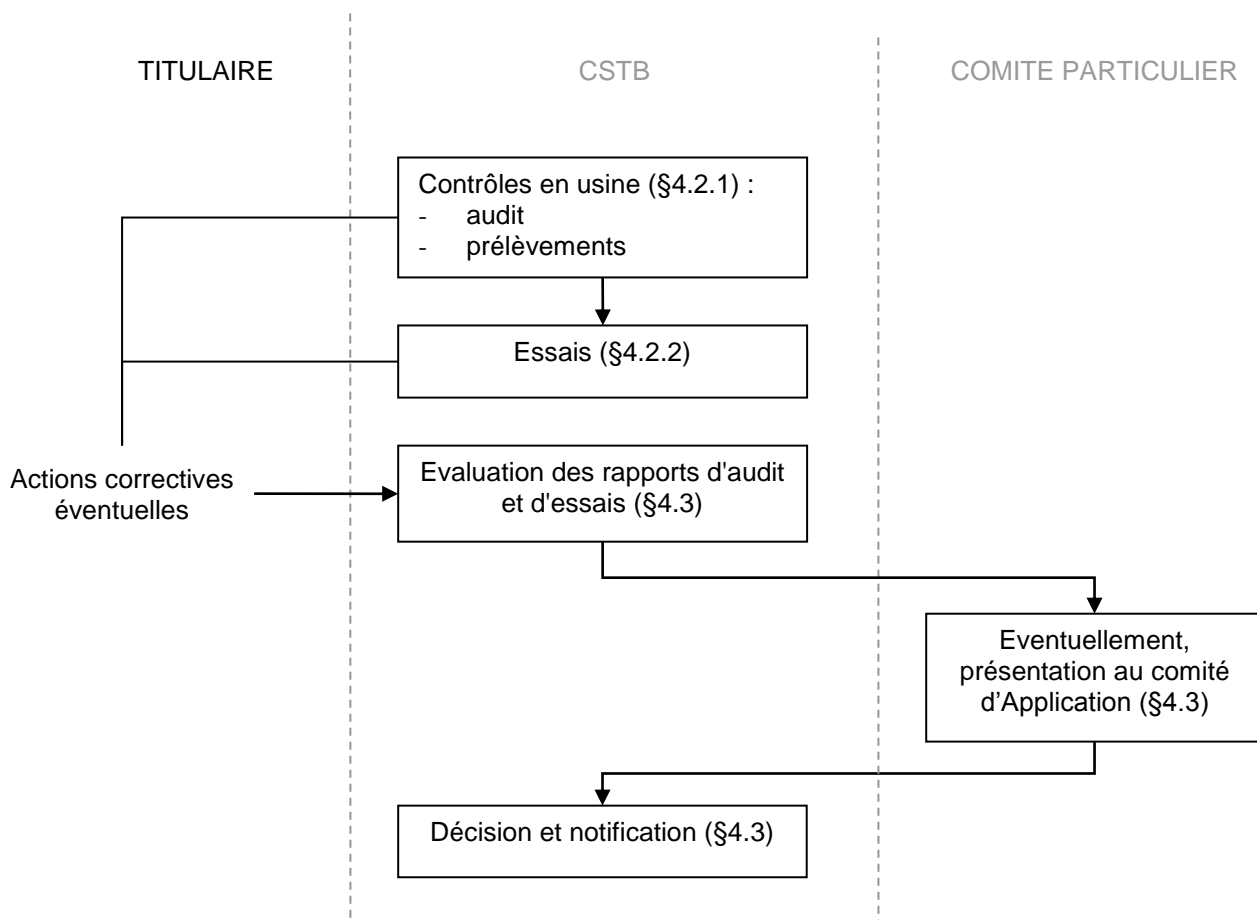 TITULAIRE
CSTB
COMITE PARTICULIER
Contrôles en usine (§4.2.1) :
- audit
- prélèvements
Essais (§4.2.2)
Actions correctives
éventuelles
Evaluation des rapports d'audit
et d'essais (§4.3)
Eventuellement,
présentation au comité
d’Application (§4.3)
Décision et notification (§4.3)